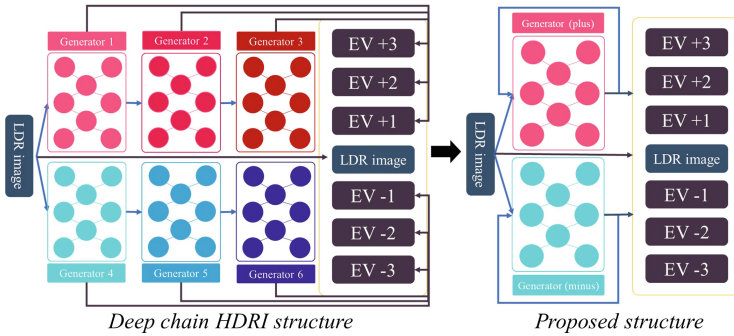 Generator 1
Generator 2
Generator 3
LDR image
Generator 4
Generator 5
Generator 6
EV +3
EV +2
EV +1
LDR image
EV -1
EV -2
EV -3
Deep chain HDRI structure
Generator (plus)
LDR image
Generator (minus)
EV +3
EV +2
EV +1
LDR image
EV -1
EV -2
EV -3
Proposed structure